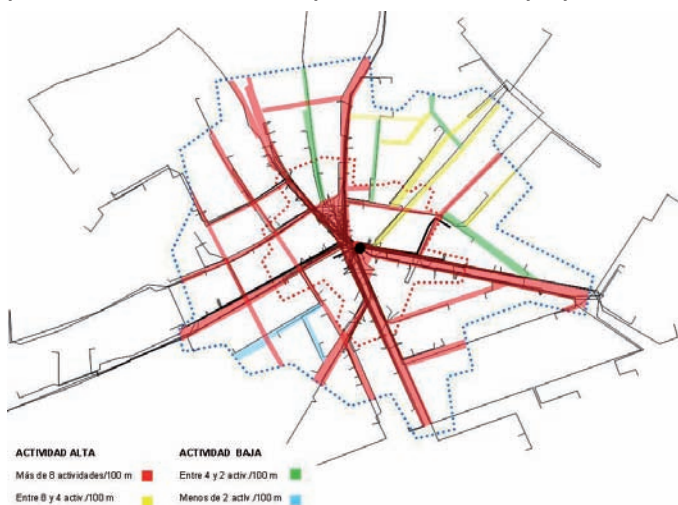 ACTIVIDAD ALTA
Más de 8 actividades/100 m
Entre 8 y 4 activ./100 m
ACTIVIDAD BAJA
Entre 4 y 2 activ./100 m
Menos de 2 activ./100 m